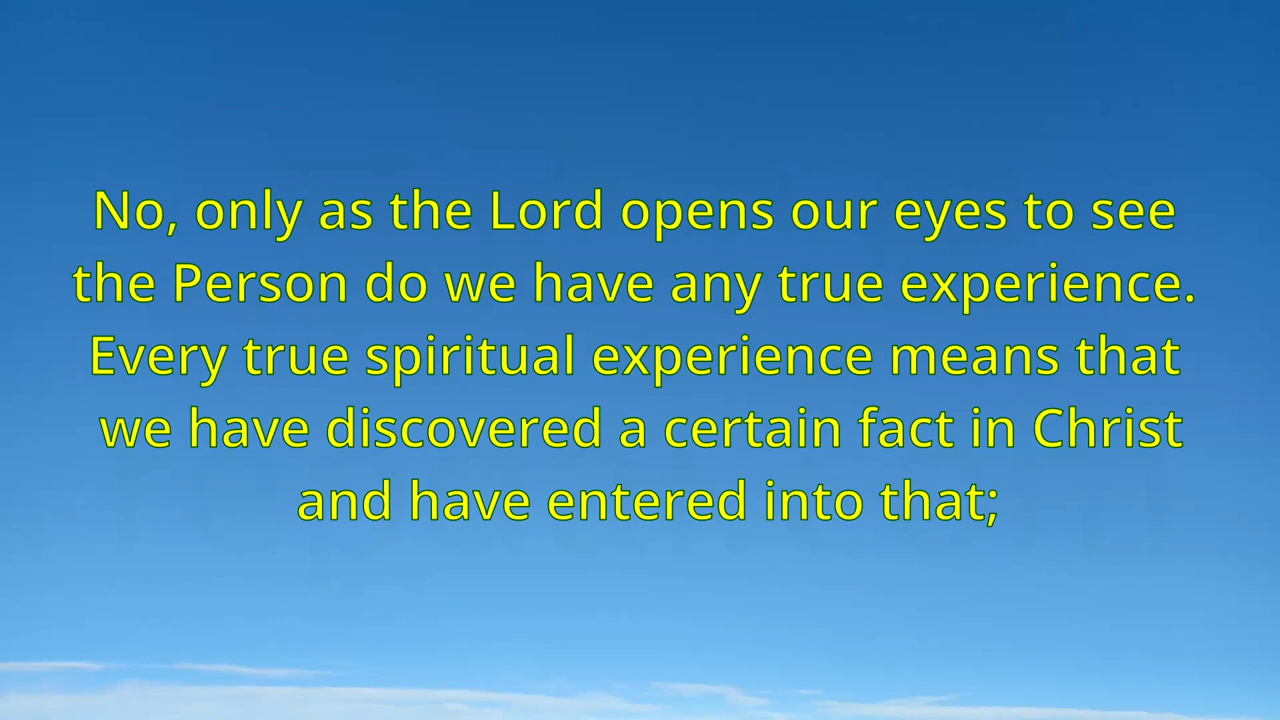 No, only as the Lord opens our eyes to see
the Person do we have any true experience.
Every true spiritual experience means that
we have discovered a certain fact in Christ
and have entered into that;